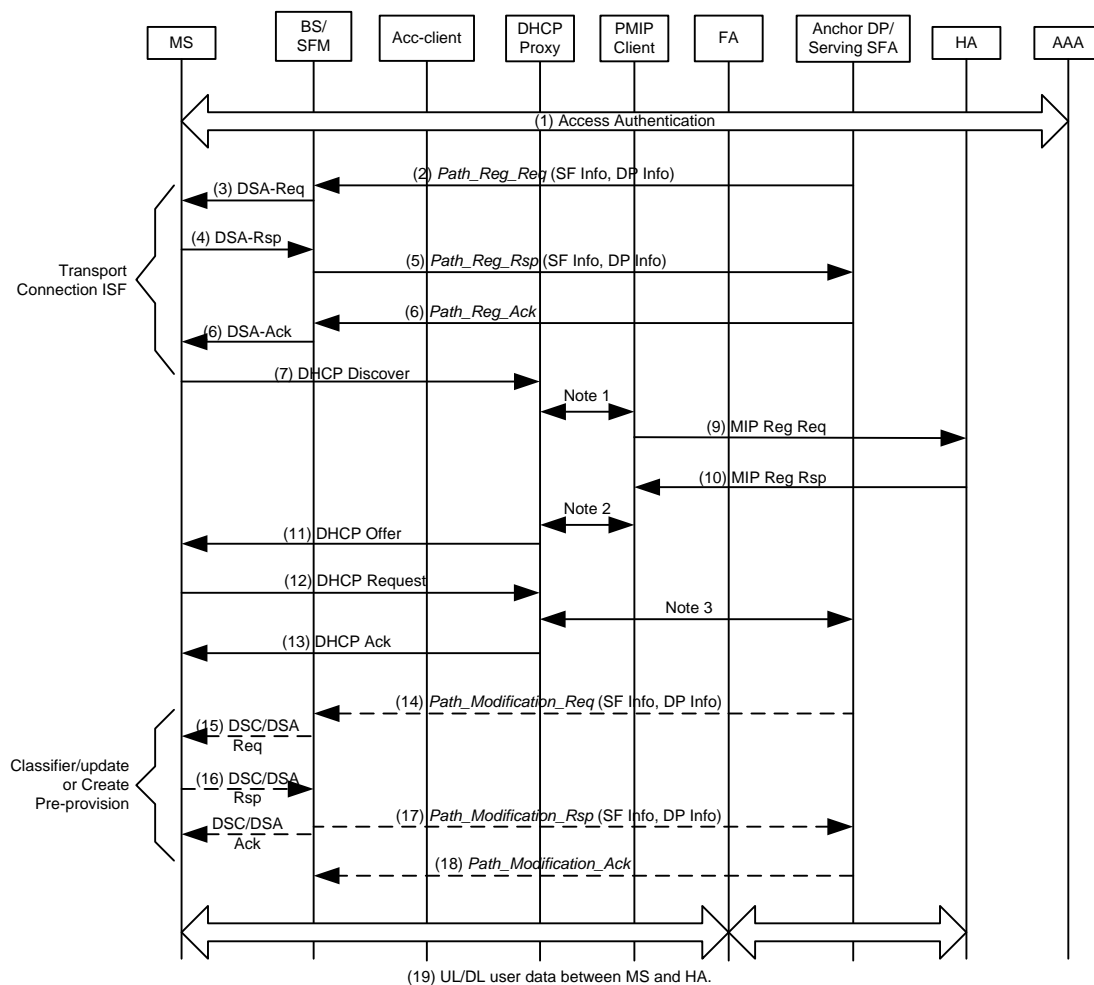 MS
BS/
SFM
Acc-client
DHCP
Proxy
PMIP
Client
FA
Anchor DP/
Serving SFA
HA
AAA
(1) Access Authentication
(2) Path_Reg_Req (SF Info, DP Info)
(3) DSA-Req
(4) DSA-Rsp
(5) Path_Reg_Rsp (SF Info, DP Info)
Transport
Connection ISF
(6) Path_Reg_Ack
(6) DSA-Ack
(7) DHCP Discover
Note 1
(9) MIP Reg Req
(10) MIP Reg Rsp
Note 2
(11) DHCP Offer
(12) DHCP Request
Note 3
(13) DHCP Ack
(14) Path_Modification_Req (SF Info, DP Info)
(15) DSC/DSA
Req
Classifier/update
or Create
Pre-provision
(16) DSC/DSA
Rsp
(17) Path_Modification_Rsp (SF Info, DP Info)
DSC/DSA
Ack
(18) Path_Modification_Ack
(19) UL/DL user data between MS and HA.